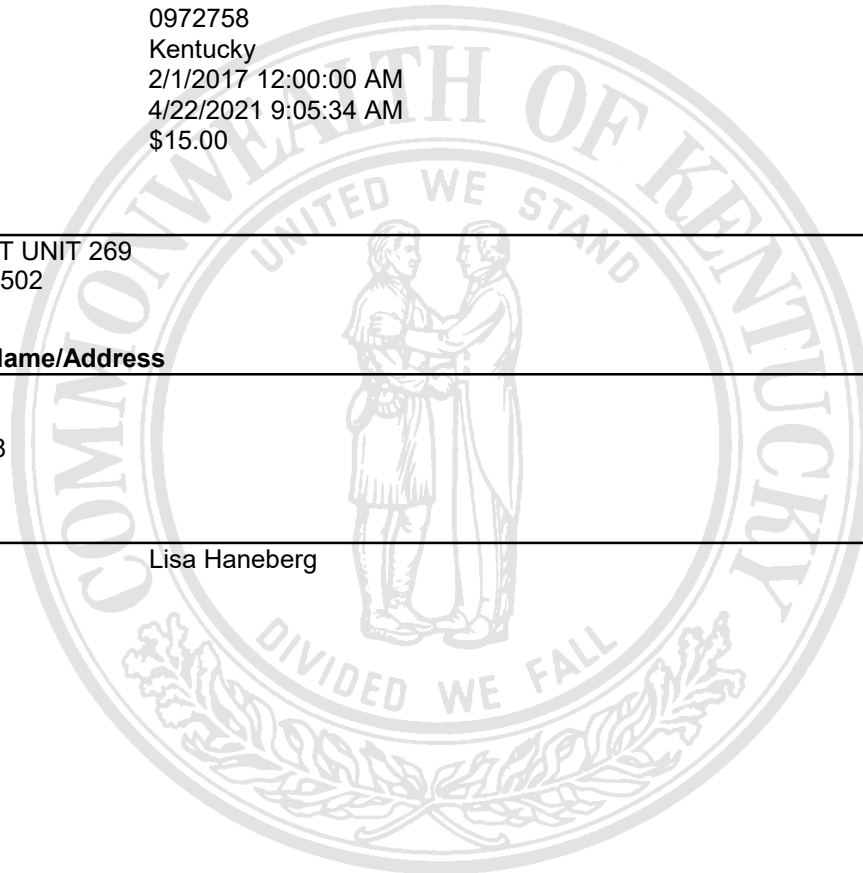 0972758
Kentucky
2/1/2017 12:00:00 AM
4/22/2021 9:05:34 AM
$15.00
COMMONWEALTH OF KENTUCKY
UNITED WE STAND
T UNIT 269
502
lame/Address
3
Lisa Haneberg
DIVIDED WE FALL